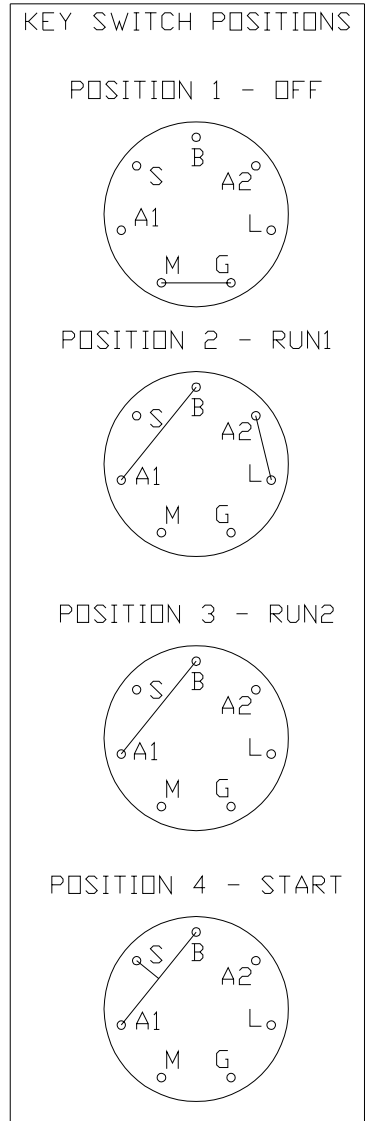 KEY SWITCH POSITIONS
POSITION 1 - OFF
B
S A2
A1 L
M G
POSITION 2 - RUN1
B
S A2
A1 L
M G
POSITION 3 - RUN2
B
S A2
A1 L
M G
POSITION 4 - START
B
S A2
A1 L
M G